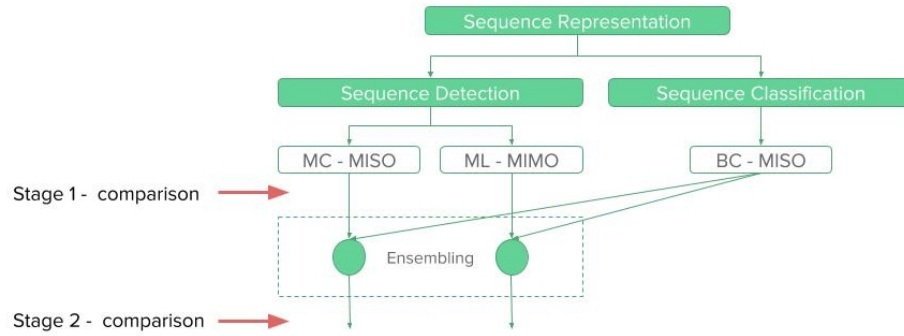 Sequence Representation
Sequence Detection
Sequence Classification
MC - MISO
ML - MIMO
BC - MISO
Stage 1 -  comparison
Ensembling
Stage 2 -  comparison